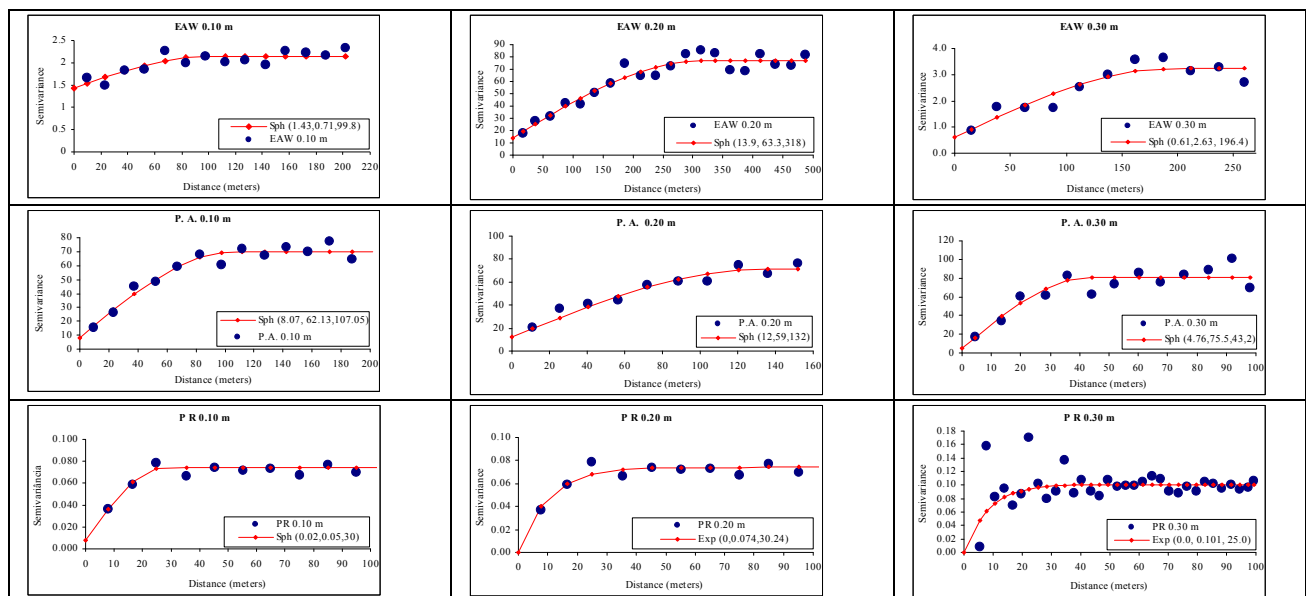 EAW 0.10 m
2.5
2
1.5
1
0.5
0
Semivariance
Sph (1.43,0.71,99.8)
EAW 0.10 m
0 20 40 60 80 100 120 140 160 180 200 220
Distance (meters)
EAW 0.20 m
90
80
70
60
50
40
30
20
10
0
Semivariance
EAW 0.20 m
Sph (13.9, 63.3,318)
0 50 100 150 200 250 300 350 400 450 500
Distance (meters)
EAW 0.30 m
4.0
3.0
2.0
1.0
0.0
Semivariance
EAW 0.30 m
Sph (0.61,2.63, 196.4)
0 50 100 150 200 250
Distance (meters)
P. A. 0.10 m
80
70
60
50
40
30
20
10
0
Semivariance
Sph (8.07, 62.13,107.05)
P.A. 0.10 m
0 20 40 60 80 100 120 140 160 180 200
Distance (meters)
P. A. 0.20 m
100
80
60
40
20
0
Semivariance
P.A. 0.20 m
Sph (12,59,132)
0 20 40 60 80 100 120 140 160
Distance (meters)
P. A. 0.30 m
120
100
80
60
40
20
0
Semivariance
P.A. 0.30 m
Sph (4.76,75.5,43,2)
0 10 20 30 40 50 60 70 80 90 100
Distance (meters)
P R 0.10 m
0.100
0.080
0.060
0.040
0.020
0.000
Semivariância
PR 0.10 m
Sph (0.02,0.05,30)
0 10 20 30 40 50 60 70 80 90 100
Distance (meters)
P R 0.20 m
0.10
0.08
0.06
0.04
0.02
0.00
Semivariance
PR 0.20 m
Exp (0,0.074,30.24)
0 10 20 30 40 50 60 70 80 90 100
Distance (meters)
P R 0.30 m
0.18
0.16
0.14
0.12
0.10
0.08
0.06
0.04
0.02
0.00
Semivariance
PR 0.30 m
Exp (0.0, 0.101, 25.0)
0 10 20 30 40 50 60 70 80 90 100
Distance (meters)